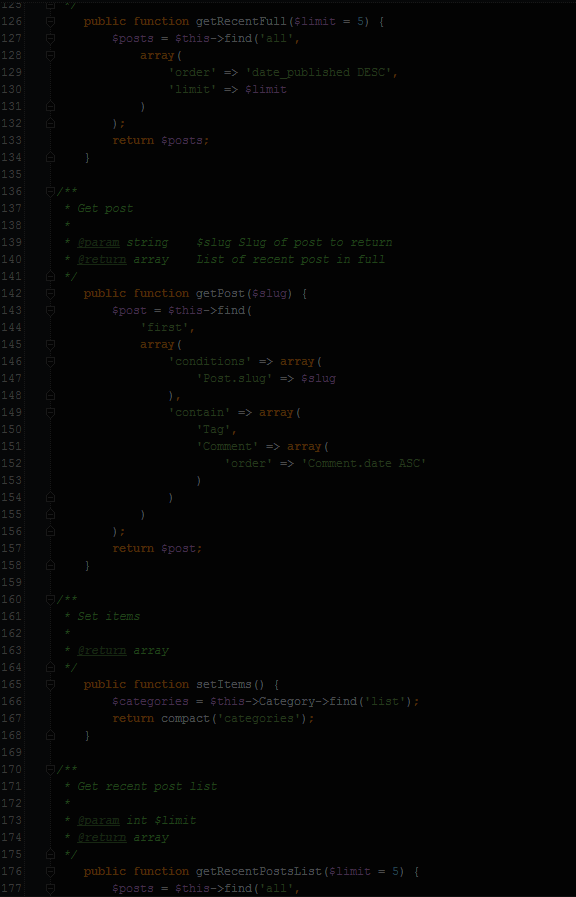 125 */
126 public function getRecentFull($limit = 5) {
127 $posts = $this->find('all',
128 array(
129 'order' => 'date_published DESC',
130 'limit' => $limit
131 )
132 );
133 return $posts;
134 }
135
136 /**
137 * Get post
138 *
139 * @param string    $slug Slug of post to return
140 * @return array    List of recent post in full
141 */
142 public function getPost($slug) {
143 $post = $this->find(
144 'first',
145 array(
146 'conditions' => array(
147 'Post.slug' => $slug
148 ),
149 'contain' => array(
150 'Tag',
151 'Comment' => array(
152 'order' => 'Comment.date ASC'
153 )
154 )
155 )
156 );
157 return $post;
158 }
159
160 /**
161 * Set items
162 *
163 * @return array
164 */
165 public function setItems() {
166 $categories = $this->Category->find('list');
167 return compact('categories');
168 }
169
170 /**
171 * Get recent post list
172 *
173 * @param int $limit
174 * @return array
175 */
176 public function getRecentPostsList($limit = 5) {
177 $posts = $this->find('all',